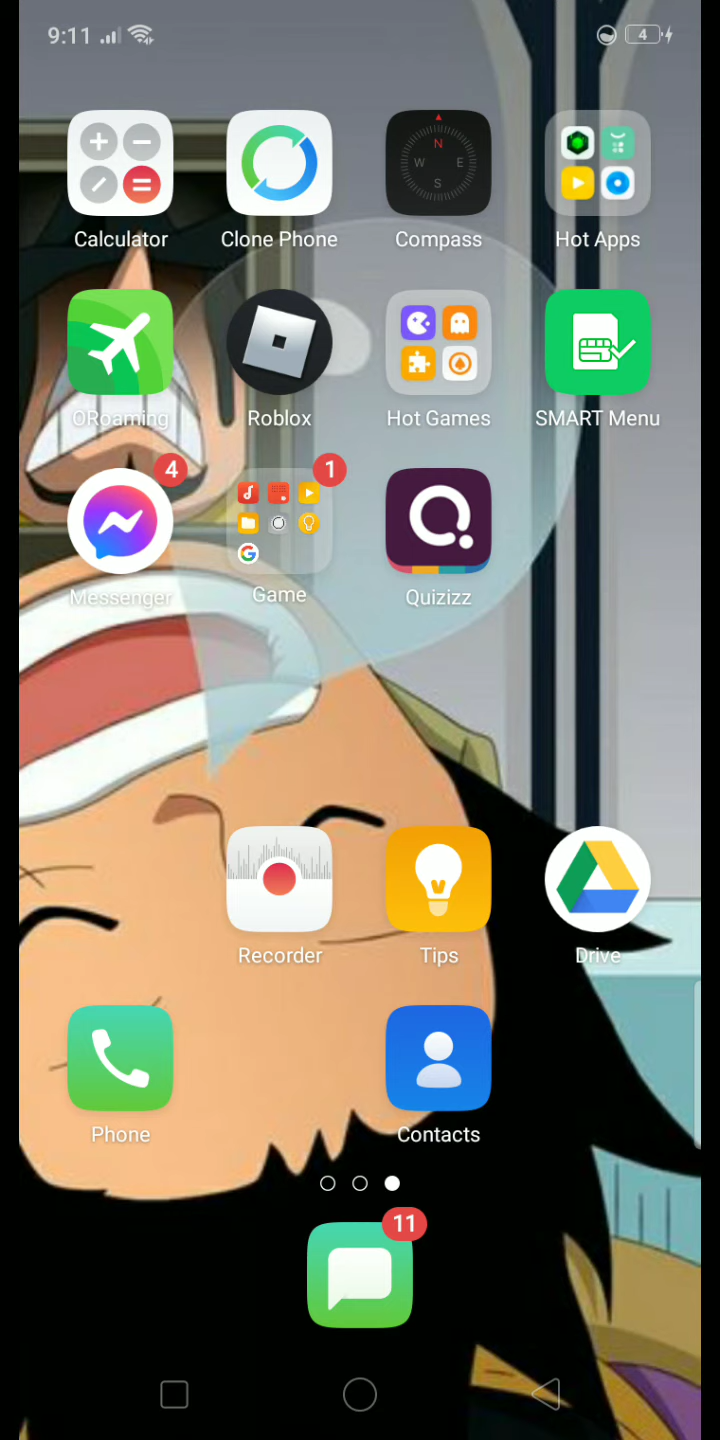 9:11
4
Calculator
Clone Phone
N
W E
S
Compass
Hot Apps
ORoaming
Roblox
Hot Games
SMART Menu
4
Messenger
1
Game
Quizizz
Recorder
Tips
Drive
Phone
Contacts
11